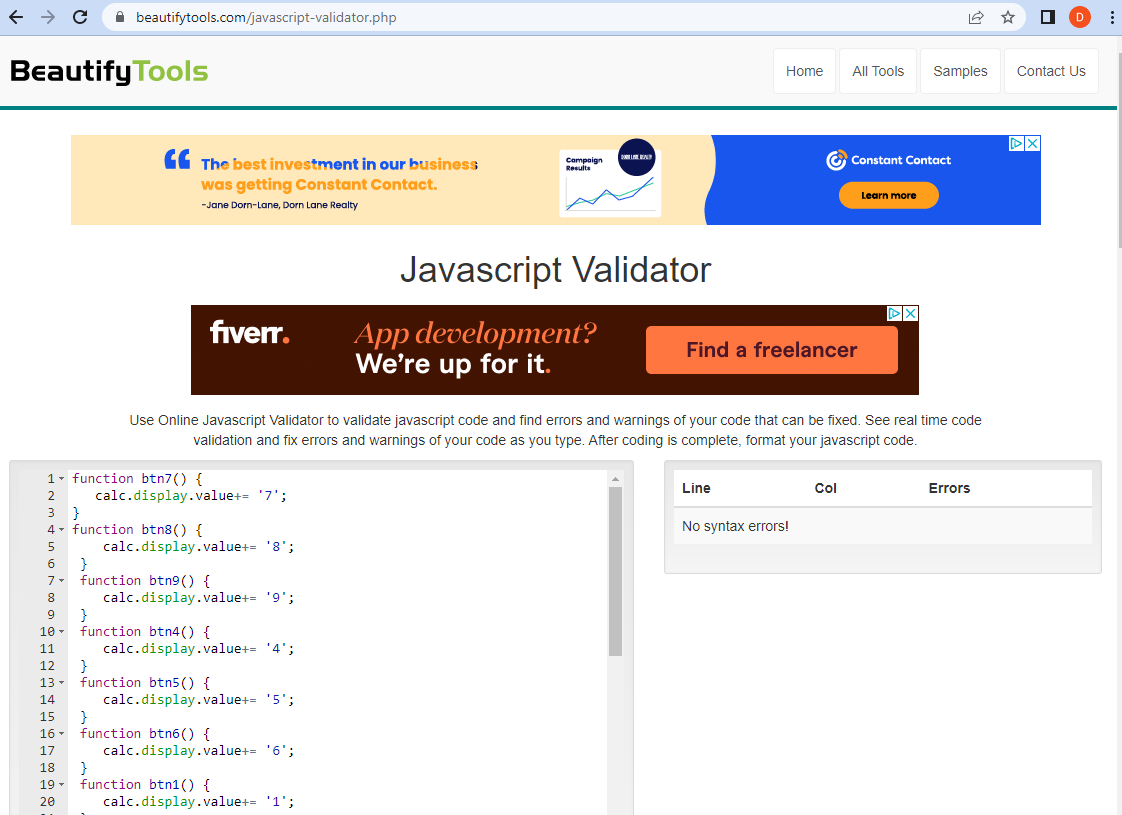 beautifytools.com/javascript-validator.php
D
BeautifyTools
Home All Tools Samples Contact Us
“ The best investment in our business
was getting Constant Contact.
-Jane Dorn-Lane, Dorn Lane Realty
Campaign
Results
DORN LANE REALTY
Constant Contact
Learn more
Javascript Validator
fiverr.
App development?
We're up for it.
Find a freelancer
Use Online Javascript Validator to validate javascript code and find errors and warnings of your code that can be fixed. See real time code
validation and fix errors and warnings of your code as you type. After coding is complete, format your javascript code.
1 function btn7() {
2 calc.display.value+= '7';
3 }
4 function btn8() {
5 calc.display.value+= '8';
6 }
7 function btn9() {
8 calc.display.value+= '9';
9 }
10 function btn4() {
11 calc.display.value+= '4';
12 }
13 function btn5() {
14 calc.display.value+= '5';
15 }
16 function btn6() {
17 calc.display.value+= '6';
18 }
19 function btn1() {
20 calc.display.value+= '1';
Line Col Errors
No syntax errors!